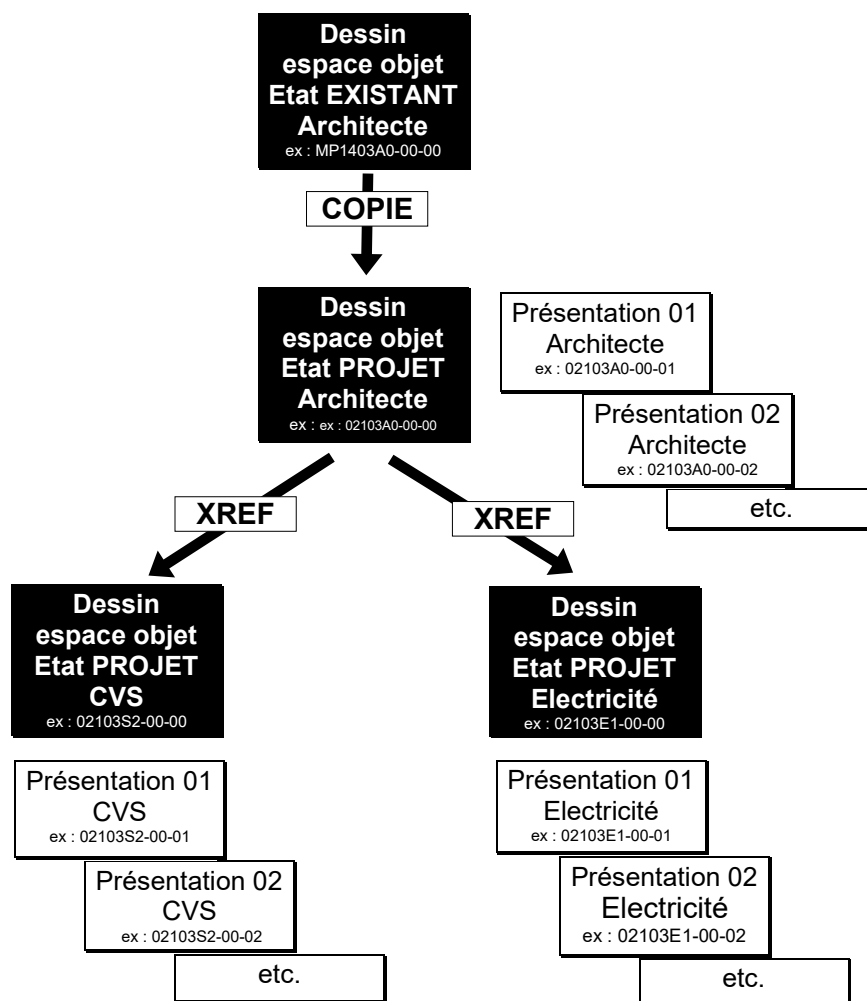 Dessin
espace objet
Etat EXISTANT
Architecte
ex : MP1403A0-00-00
COPIE
Dessin
espace objet
Etat PROJET
Architecte
ex : ex : 02103A0-00-00
Présentation 01
Architecte
ex : 02103A0-00-01
Présentation 02
Architecte
ex : 02103A0-00-02
etc.
XREF
XREF
Dessin
espace objet
Etat PROJET
CVS
ex : 02103S2-00-00
Dessin
espace objet
Etat PROJET
Electricité
ex : 02103E1-00-00
Présentation 01
CVS
ex : 02103S2-00-01
Présentation 02
CVS
ex : 02103S2-00-02
etc.
Présentation 01
Electricité
ex : 02103E1-00-01
Présentation 02
Electricité
ex : 02103E1-00-02
etc.